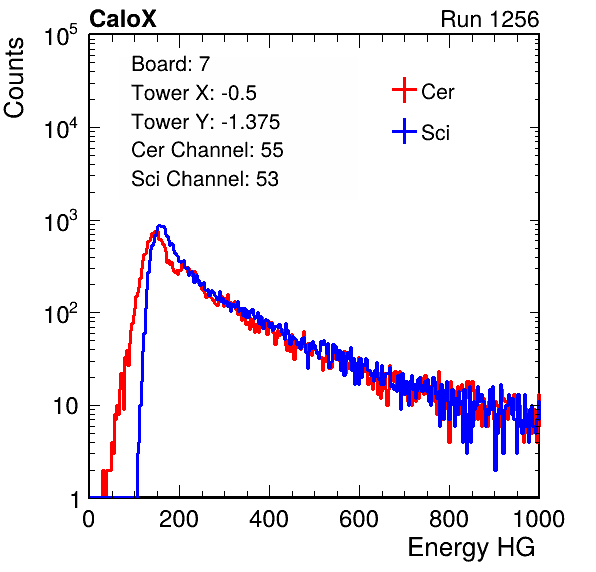 CaloX Run 1256
Counts
Board: 7
Tower X: -0.5
Tower Y: -1.375
Cer Channel: 55
Sci Channel: 53
Cer
Sci
10^5
10^4
10^3
10^2
10
1
0 200 400 600 800 1000
Energy HG